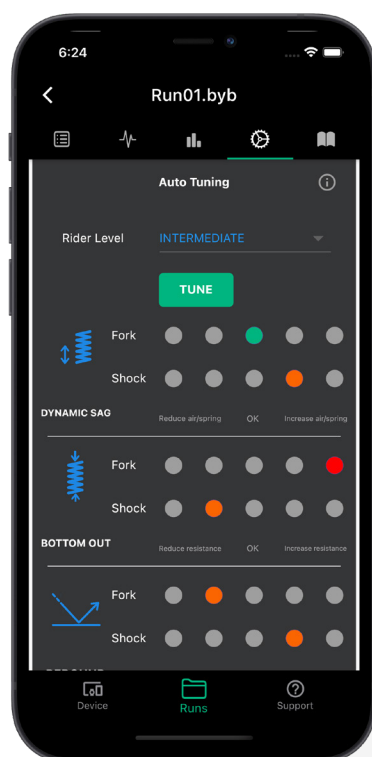 6:24
Run01.byb
Auto Tuning
Rider Level INTERMEDIATE
TUNE
Fork
Shock
DYNAMIC SAG Reduce air/spring OK Increase air/spring
Fork
Shock
BOTTOM OUT Reduce resistance OK Increase resistance
Fork
Shock
Device Runs Support